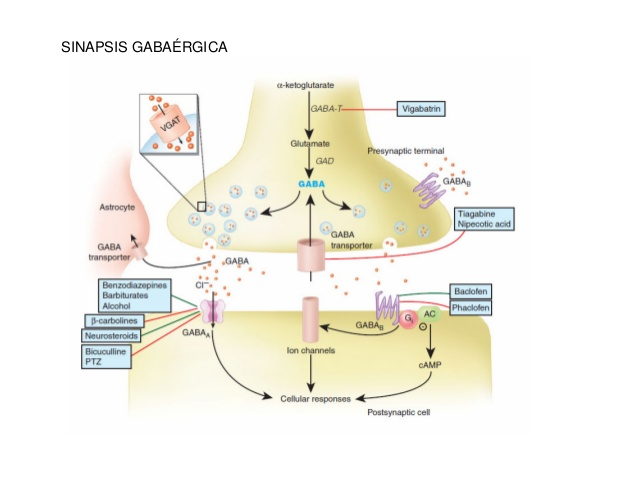 SINAPSIS GABAÉRGICA
α-ketoglutarate
GABA-T
Vigabatrin
VGAT
Glutamate
GAD
Presynaptic terminal
GABA
GABAB
Astrocyte
Tiagabine
Nipecotic acid
GABA
transporter
GABA
transporter
GABA
Cl−
Benzodiazepines
Barbiturates
Alcohol
Baclofen
Phaclofen
β-carbolines
Neurosteroids
Bicuculline
PTZ
GABAA
GABAB
Gi
AC
Ion channels
cAMP
Cellular responses
Postsynaptic cell